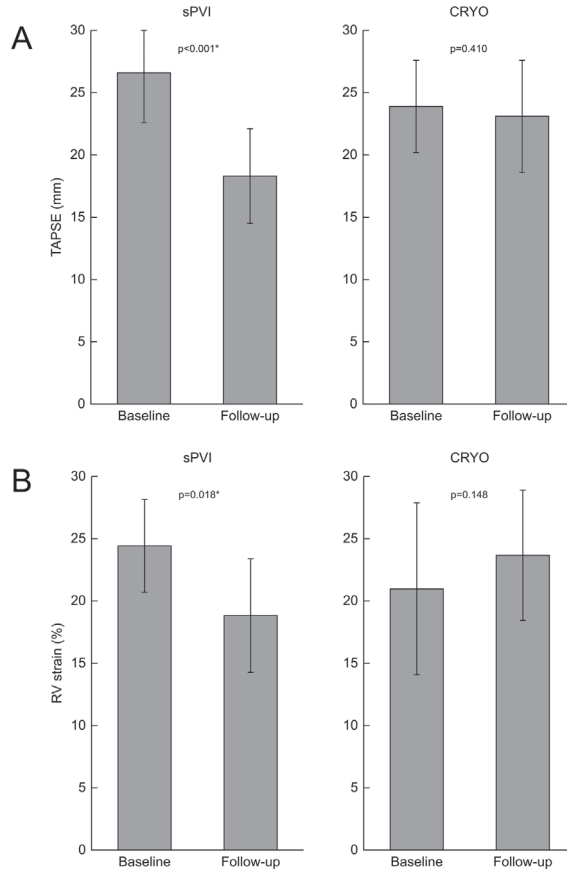 A
sPVI
CRYO
p<0.001*
p=0.410
TAPSE (mm)
30
25
20
15
10
5
0
30
25
20
15
10
5
0
Baseline
Follow-up
Baseline
Follow-up
B
sPVI
CRYO
p=0.018*
p=0.148
RV strain (%)
30
25
20
15
10
5
0
30
25
20
15
10
5
0
Baseline
Follow-up
Baseline
Follow-up